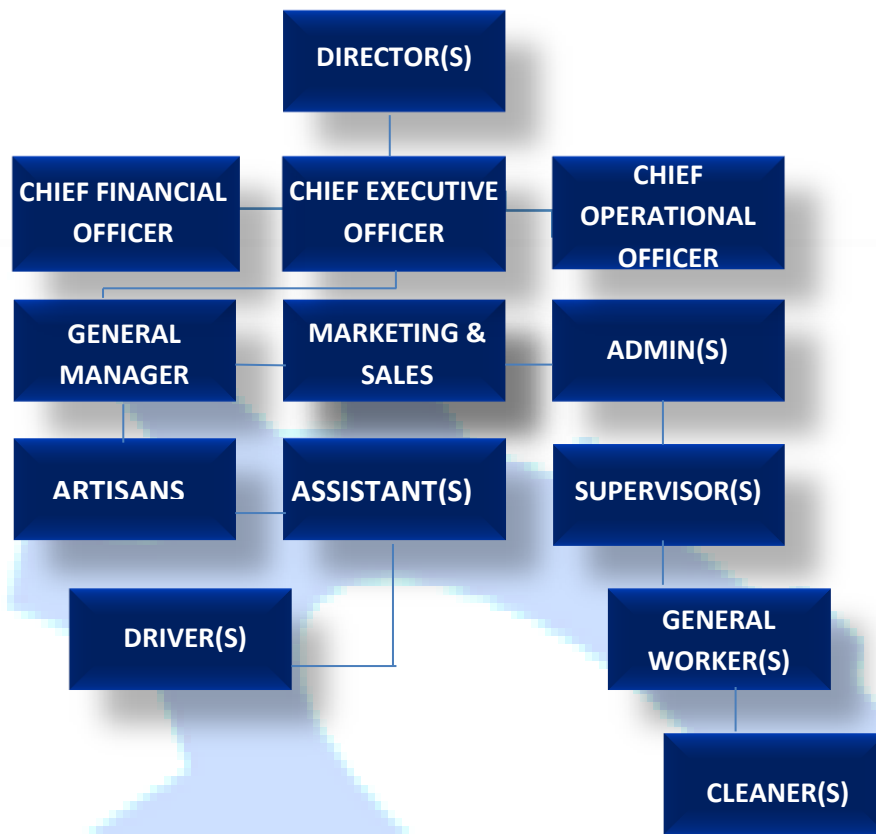 DIRECTOR(S)
CHIEF FINANCIAL
OFFICER
CHIEF EXECUTIVE
OFFICER
CHIEF
OPERATIONAL
OFFICER
GENERAL
MANAGER
MARKETING &
SALES
ADMIN(S)
ARTISANS
ASSISTANT(S)
SUPERVISOR(S)
DRIVER(S)
GENERAL
WORKER(S)
CLEANER(S)